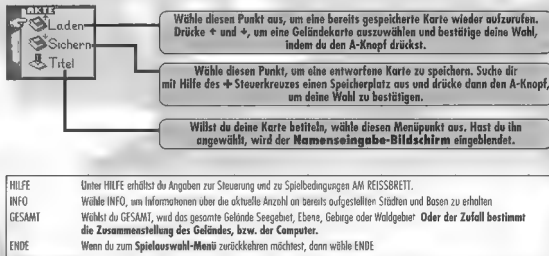 AKTE
Laden
Sichern
Titel
Wähle diesen Punkt aus, um eine bereits gespeicherte Karte wieder aufzurufen.
Drücke ↑ und ↓, um eine Geländekarte auszuwählen und bestätige deine Wahl,
indem du den A-Knopf drückst.
Wähle diesen Punkt, um eine entworfene Karte zu speichern. Suche dir
mit Hilfe des ✚ Steuerkreuzes einen Speicherplatz aus und drücke dann den A-Knopf,
um deine Wahl zu bestätigen.
Willst du deine Karte betiteln, wähle diesen Menüpunkt aus. Hast du ihn
angewählt, wird der Namenseingabe-Bildschirm eingeblendet.
HILFE Unter HILFE erhältst du Angaben zur Steuerung und zu Spielbedingungen AM REISSBRETT.
INFO Wähle INFO, um Informationen über die aktuelle Anzahl an bereits aufgestellten Städten und Basen zu erhalten
GESAMT Wählst du GESAMT, wird das gesamte Gelände Seegebiet, Ebene, Gebirge oder Waldgebiet Oder der Zufall bestimmt
die Zusammenstellung des Geländes, bzw. der Computer.
ENDE Wenn du zum Spielauswahl-Menü zurückkehren möchtest, dann wähle ENDE